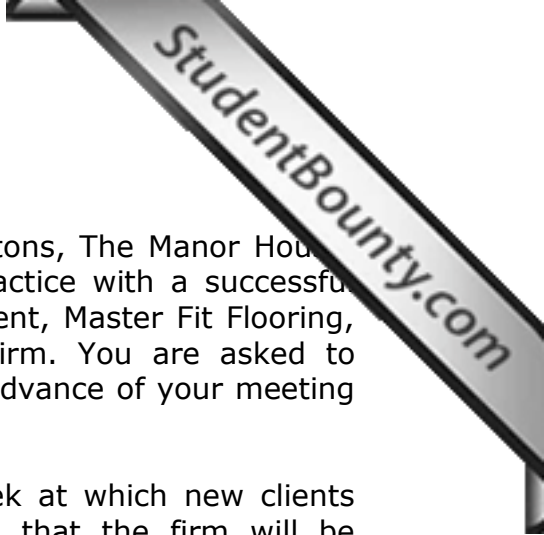 StudentBounty.com
tons, The Manor Hou
actice with a successfu
ent, Master Fit Flooring,
irm. You are asked to
dvance of your meeting
ek at which new clients
that the firm will be